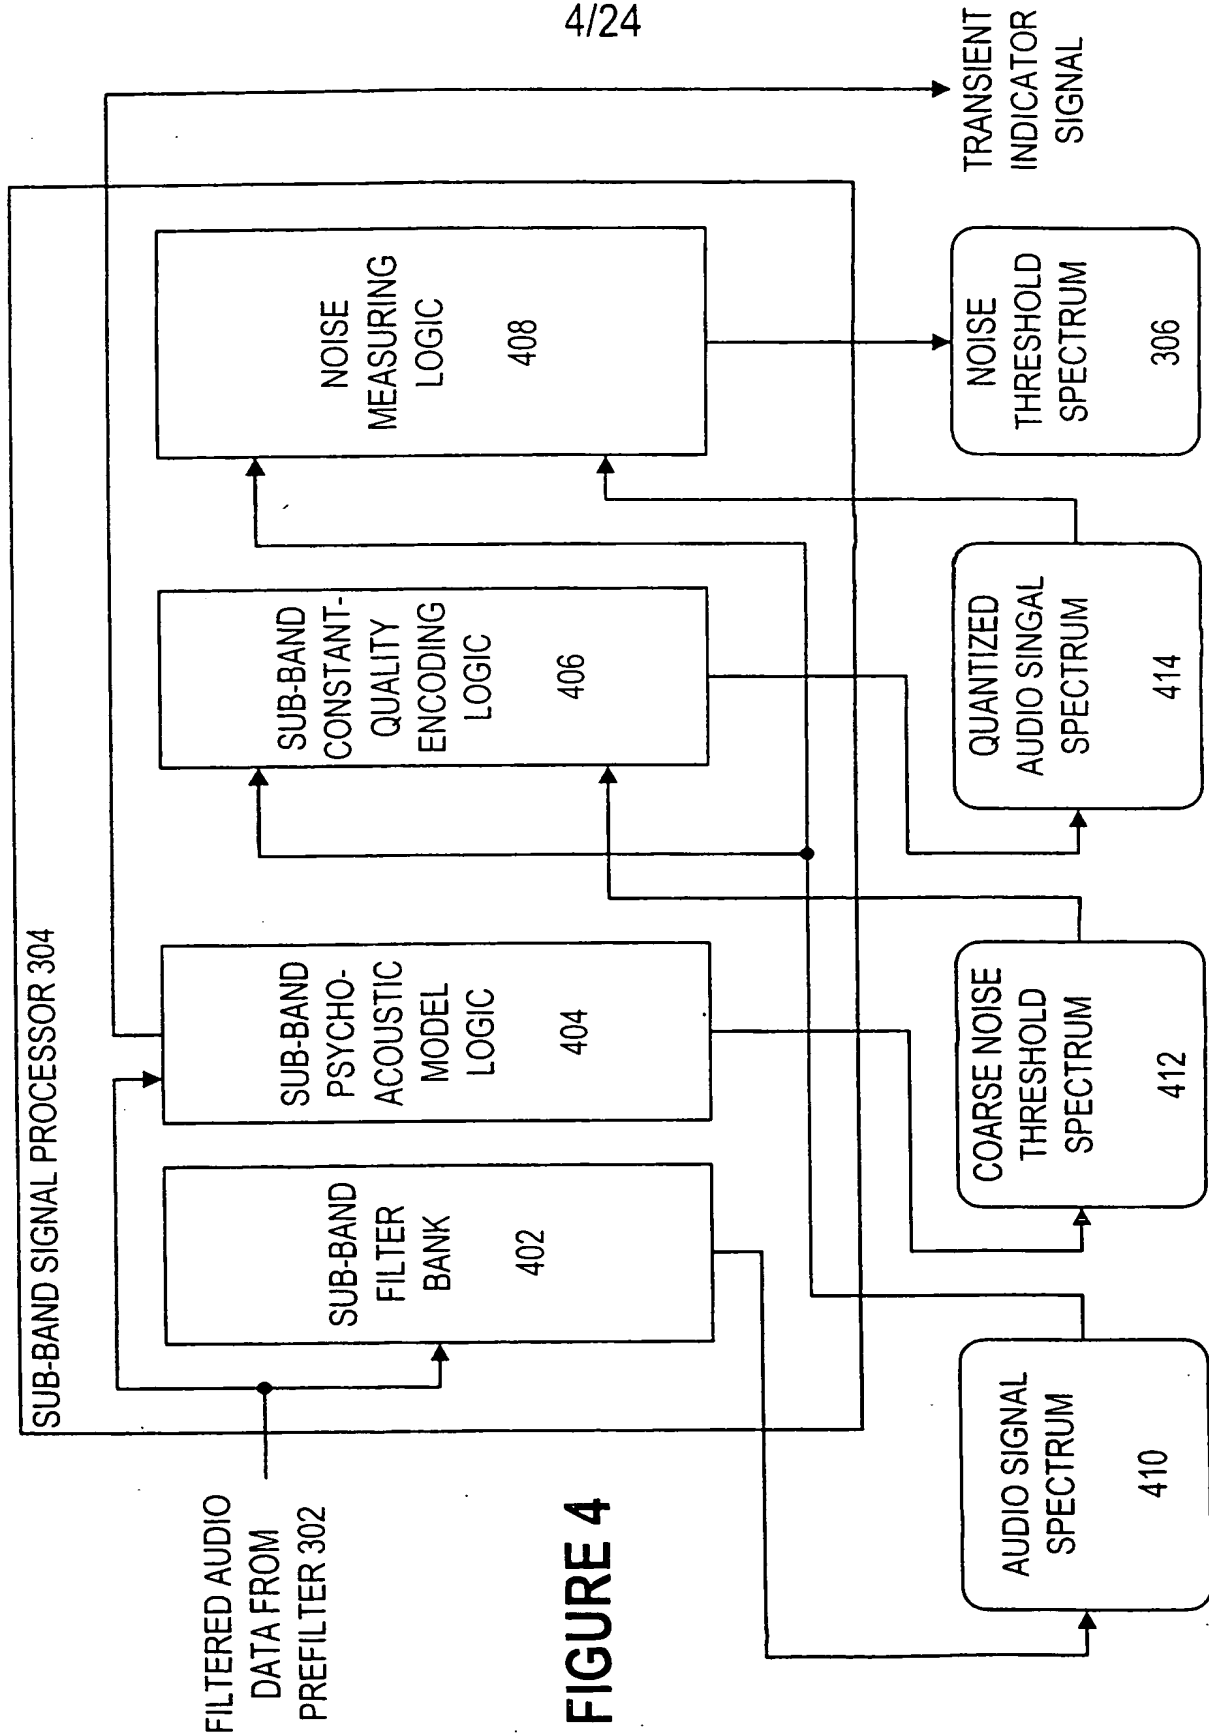 4/24
SUB-BAND SIGNAL PROCESSOR 304
FILTERED AUDIO
DATA FROM
PREFILTER 302
SUB-BAND
FILTER
BANK
402
SUB-BAND
PSYCHO-
ACOUSTIC
MODEL
LOGIC
404
SUB-BAND
CONSTANT-
QUALITY
ENCODING
LOGIC
406
NOISE
MEASURING
LOGIC
408
AUDIO SIGNAL
SPECTRUM
410
COARSE NOISE
THRESHOLD
SPECTRUM
412
QUANTIZED
AUDIO SINGAL
SPECTRUM
414
NOISE
THRESHOLD
SPECTRUM
306
TRANSIENT
INDICATOR
SIGNAL
FIGURE 4